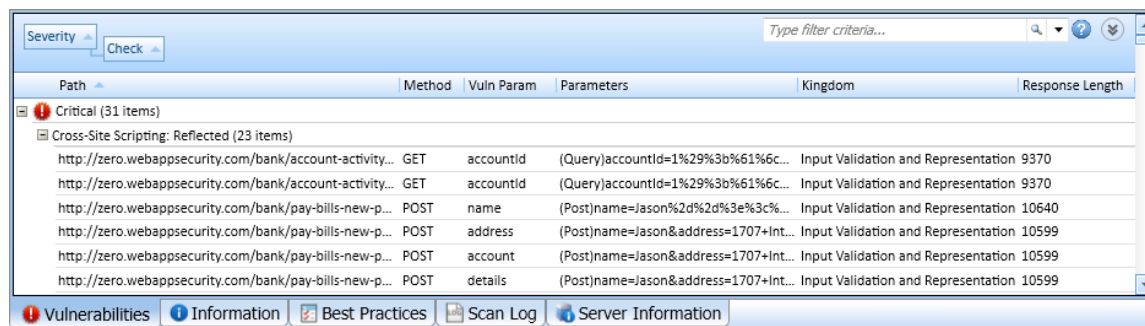 Severity
Type filter criteria...
Check
Path Method Vuln Param Parameters Kingdom Response Length
Critical (31 items)
Cross-Site Scripting: Reflected (23 items)
http://zero.webappsecurity.com/bank/account-activity... GET accountId (Query)accountId=1%29%3b%61%6c... Input Validation and Representation 9370
http://zero.webappsecurity.com/bank/account-activity... GET accountId (Query)accountId=1%29%3b%61%6c... Input Validation and Representation 9370
http://zero.webappsecurity.com/bank/pay-bills-new-p... POST name (Post)name=Jason%2d%2d%3e%3c%... Input Validation and Representation 10640
http://zero.webappsecurity.com/bank/pay-bills-new-p... POST address (Post)name=Jason&address=1707+Int... Input Validation and Representation 10599
http://zero.webappsecurity.com/bank/pay-bills-new-p... POST account (Post)name=Jason&address=1707+Int... Input Validation and Representation 10599
http://zero.webappsecurity.com/bank/pay-bills-new-p... POST details (Post)name=Jason&address=1707+Int... Input Validation and Representation 10599
Vulnerabilities Information Best Practices Scan Log Server Information